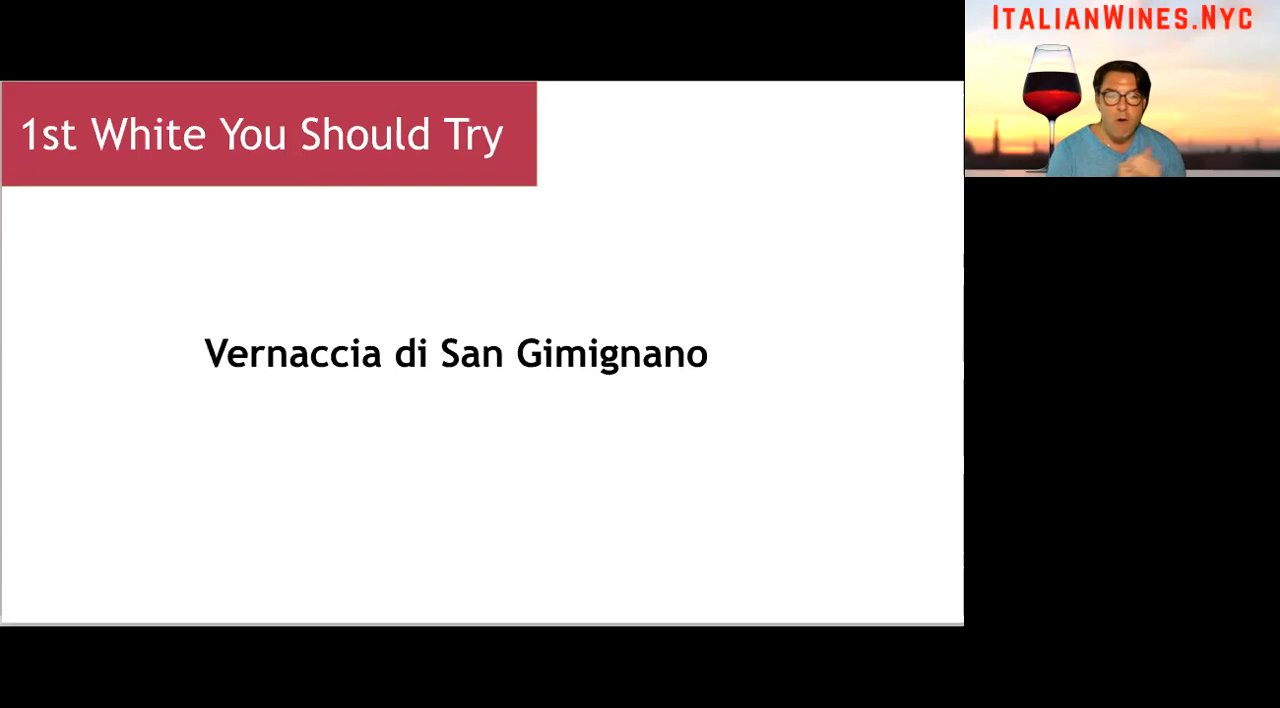 1st White You Should Try
Vernaccia di San Gimignano
ItalianWines.Nyc